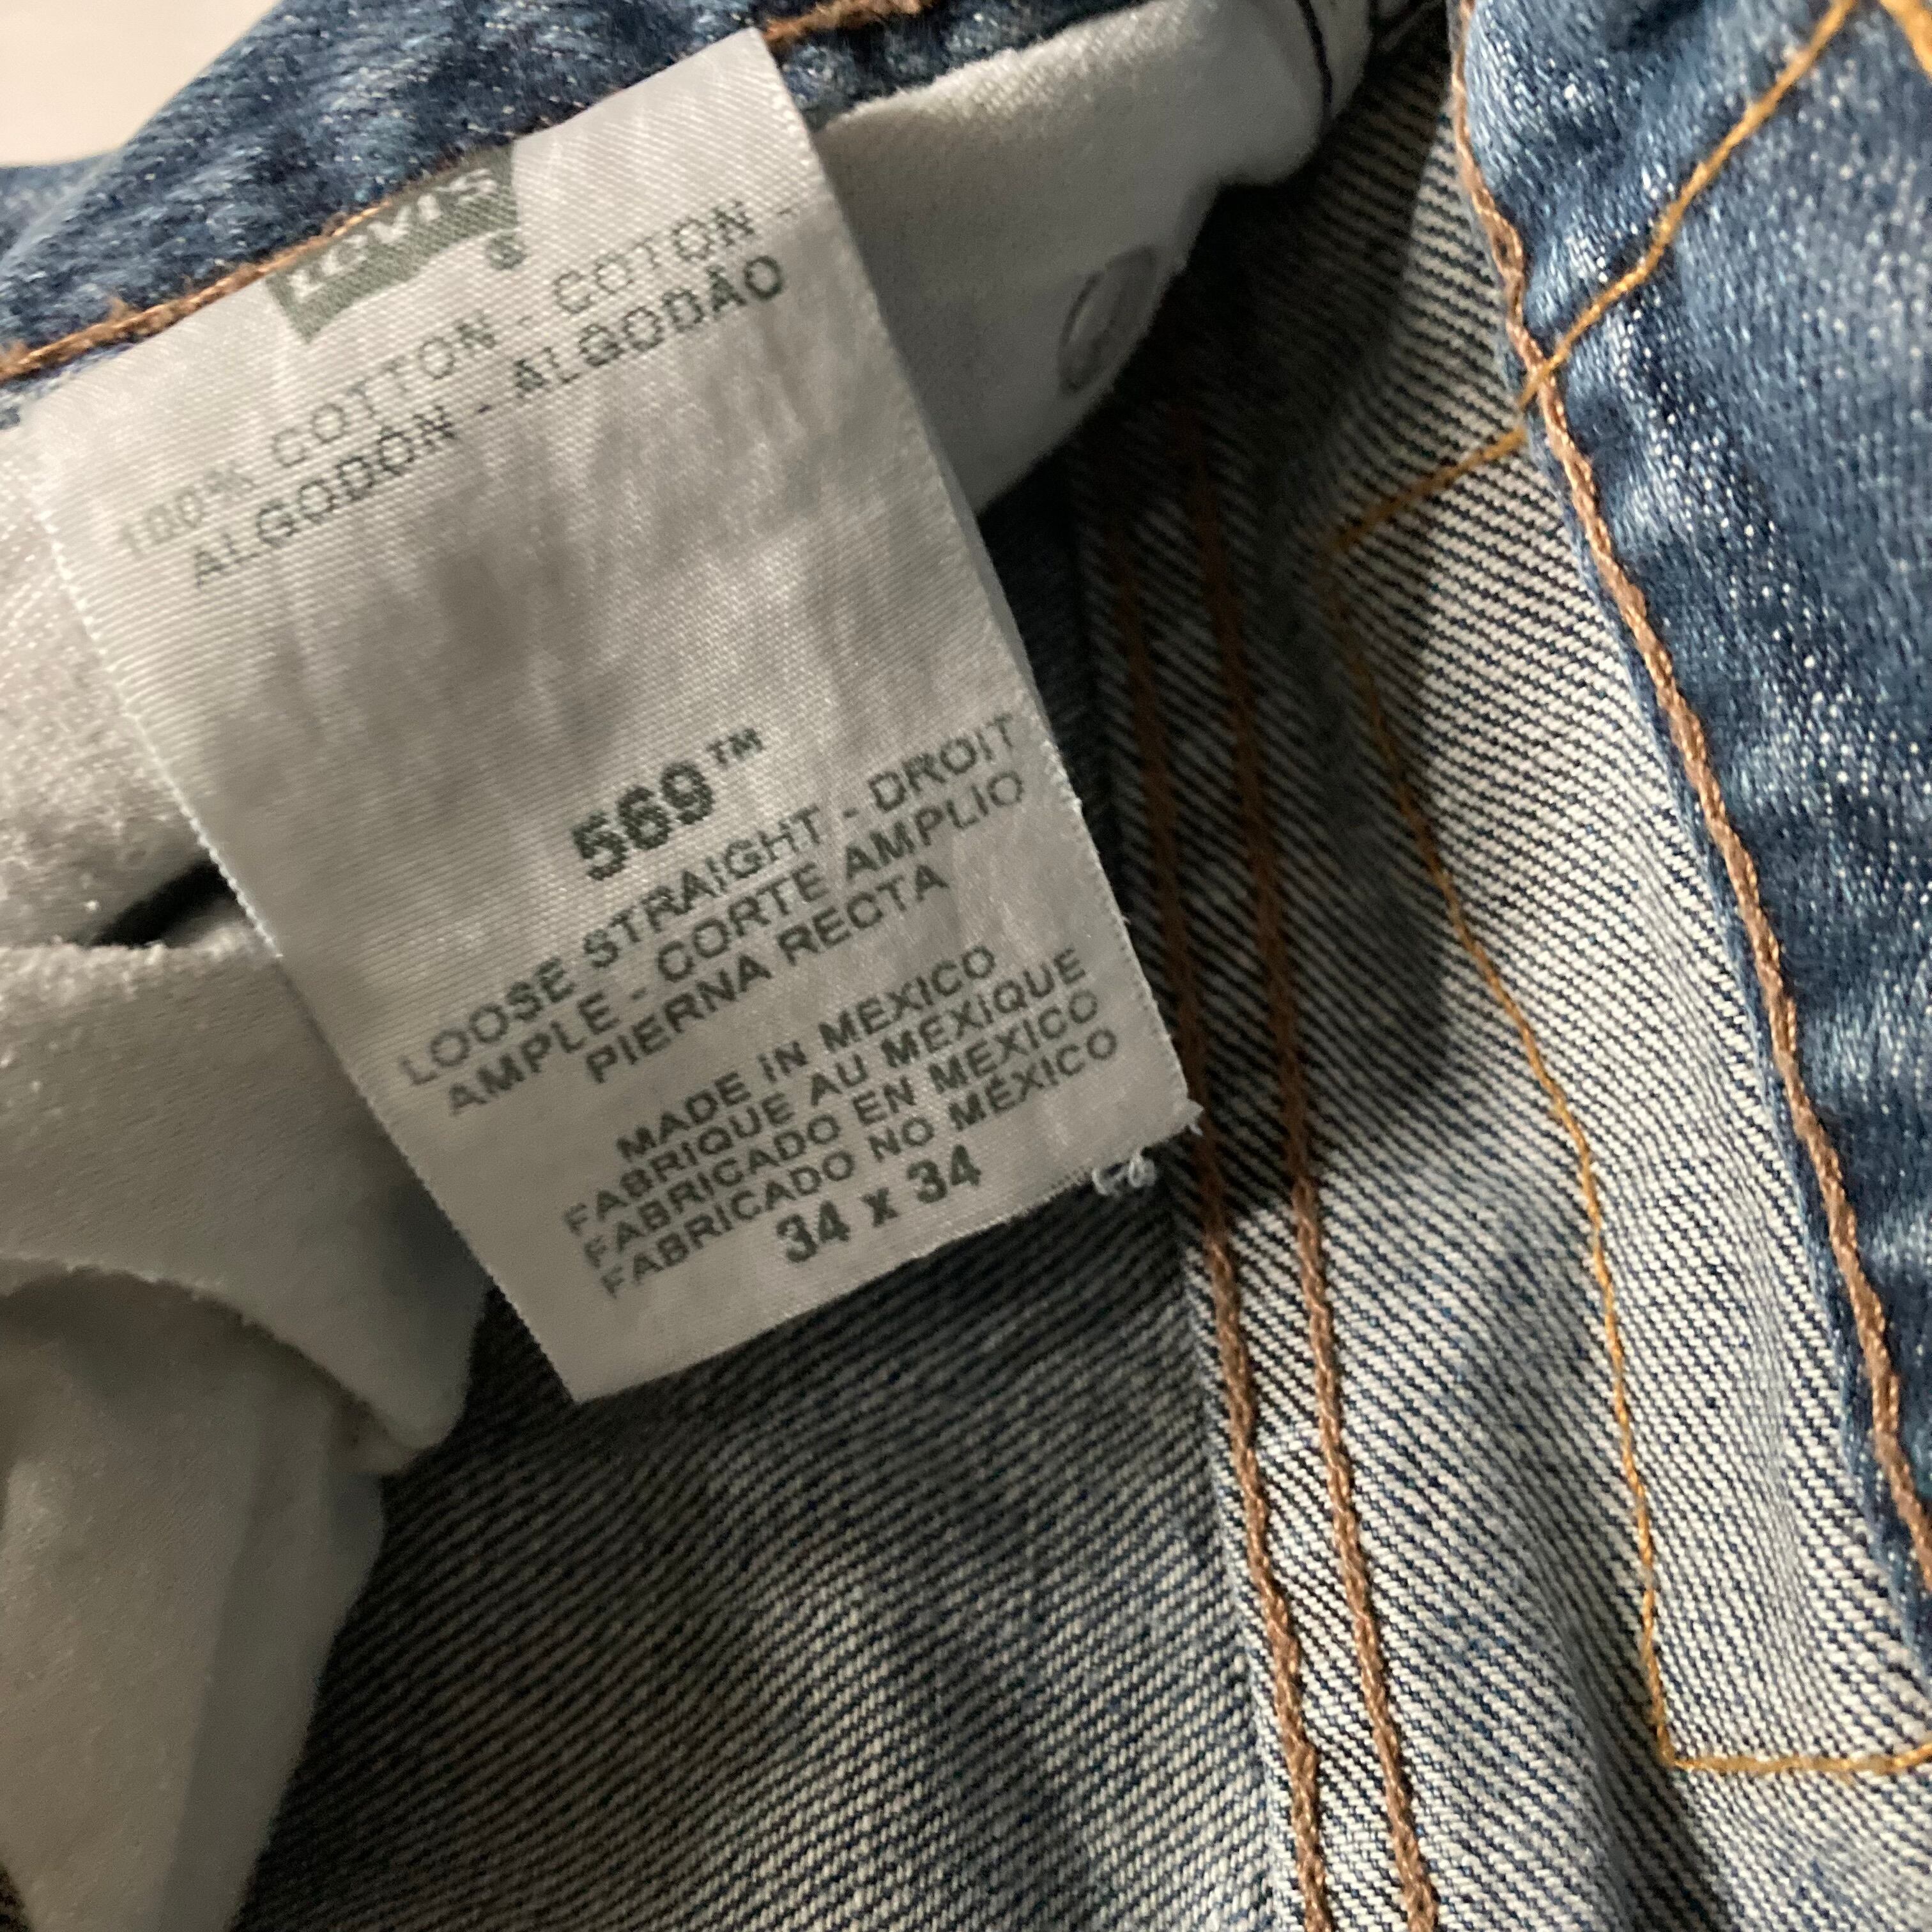 Levi's
®
100% COTTON - COTON -
ALGODÓN - ALGODÃO
569™
LOOSE STRAIGHT - DROIT
AMPLE - CORTE AMPLIO
PIERNA RECTA
MADE IN MEXICO
FABRIQUE AU MEXIQUE
FABRICADO EN MEXICO
FABRICADO NO MÉXICO
34 x 34